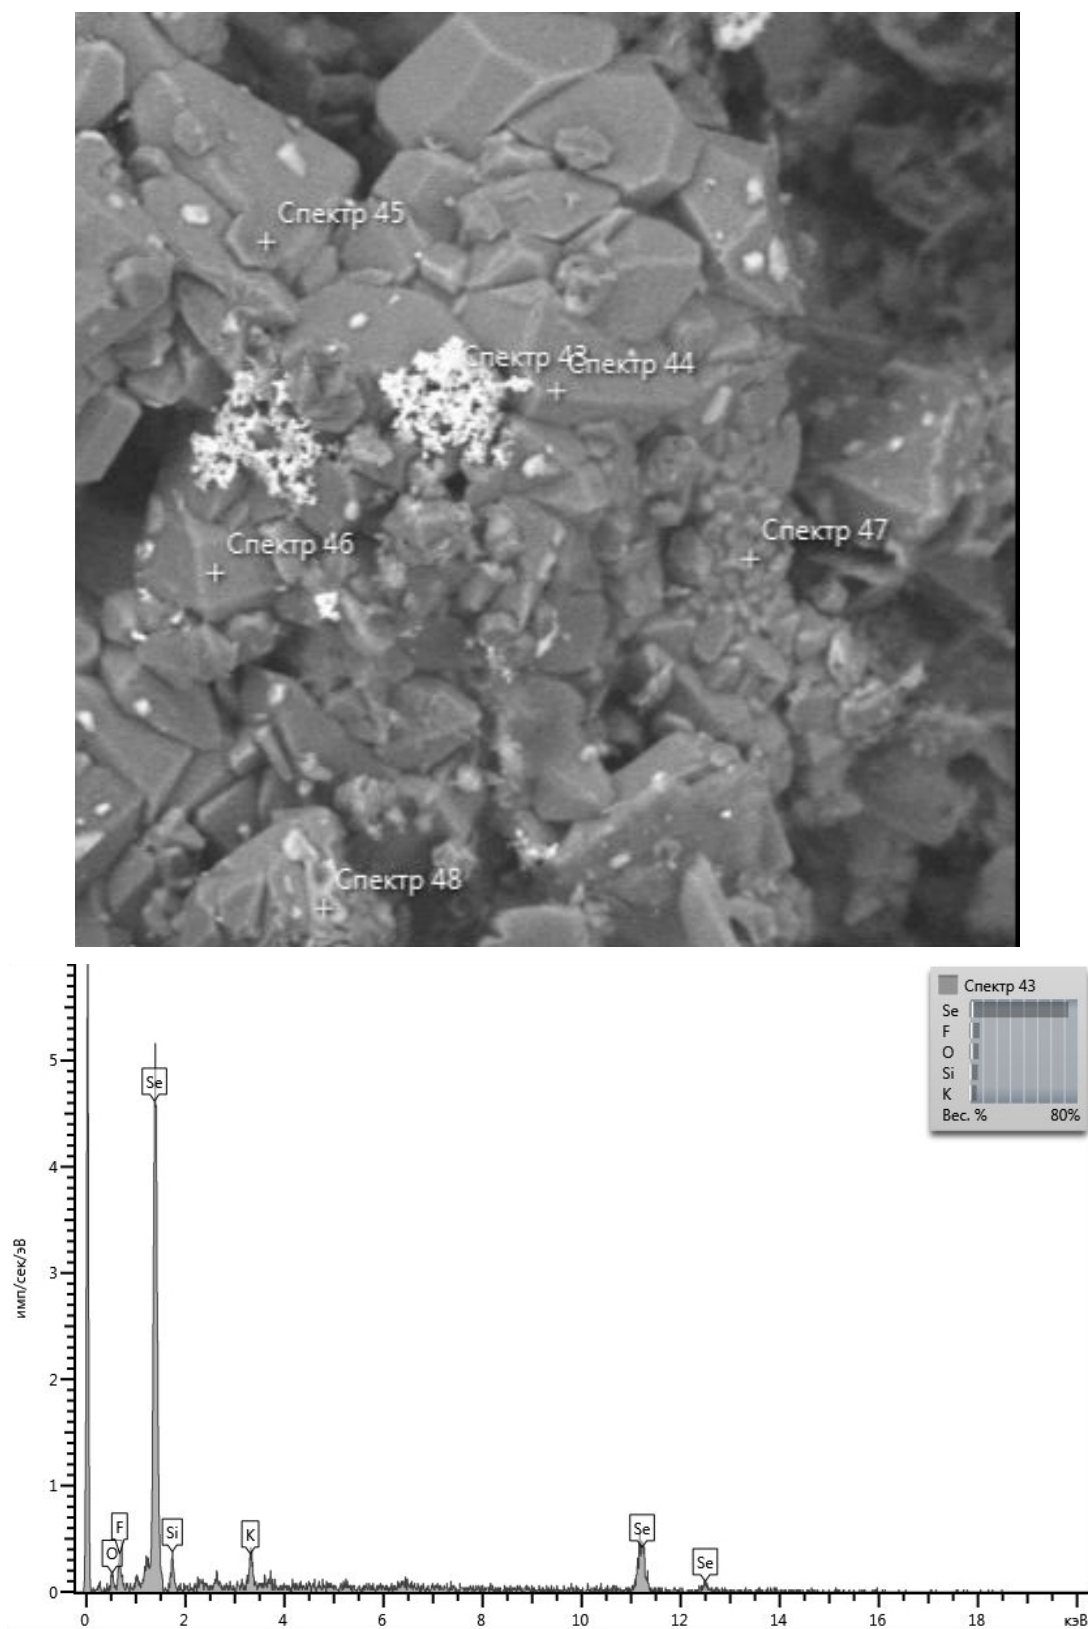 Спектр 45
Спектр 43
Спектр 44
Спектр 47
Спектр 46
Спектр 48
Спектр 43
Se
F
O
Si
K
Вес. % 80%
5
Se
4
3
имп/сек/эВ
2
1
F
Si
K
Se
O
Se
0
0 2 4 6 8 10 12 14 16 18 кэВ